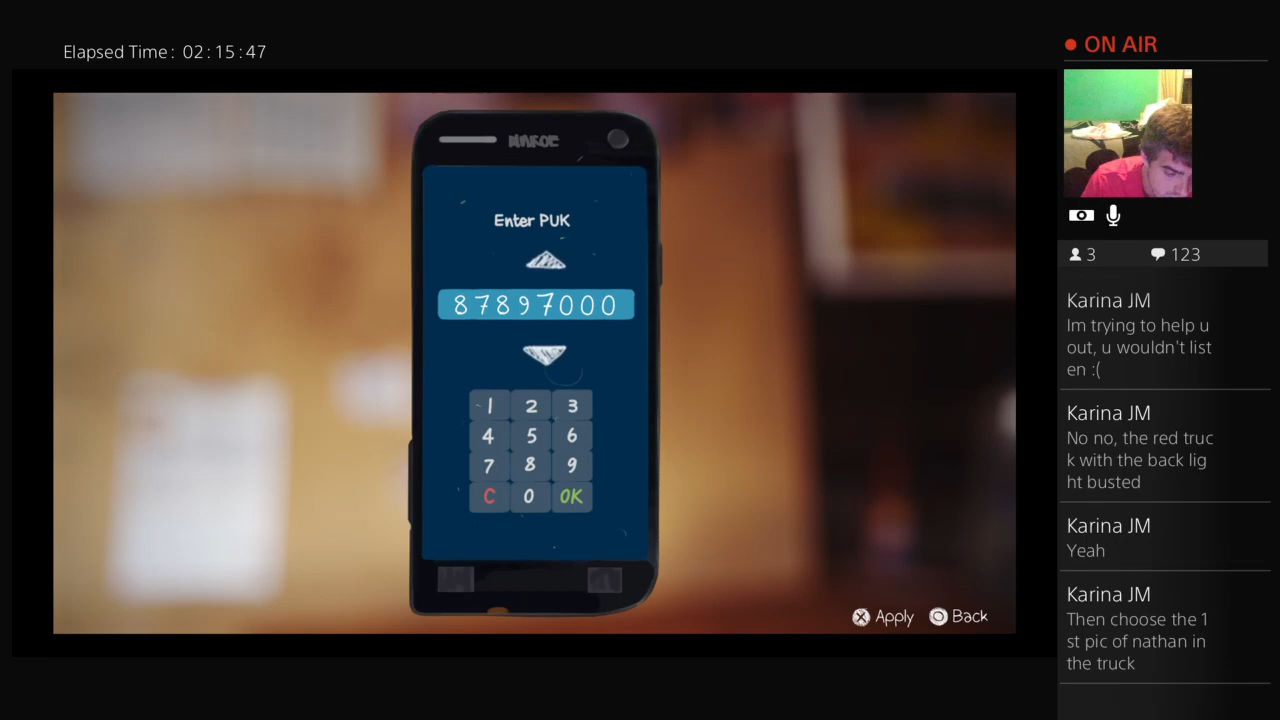 Elapsed Time: 02:15:47
ON AIR
Enter PUK
87897000
1 2 3
4 5 6
7 8 9
C 0 OK
Apply Back
3 123
Karina JM
Im trying to help u
out, u wouldn't list
en :(
Karina JM
No no, the red truc
k with the back lig
ht busted
Karina JM
Yeah
Karina JM
Then choose the 1
st pic of nathan in
the truck